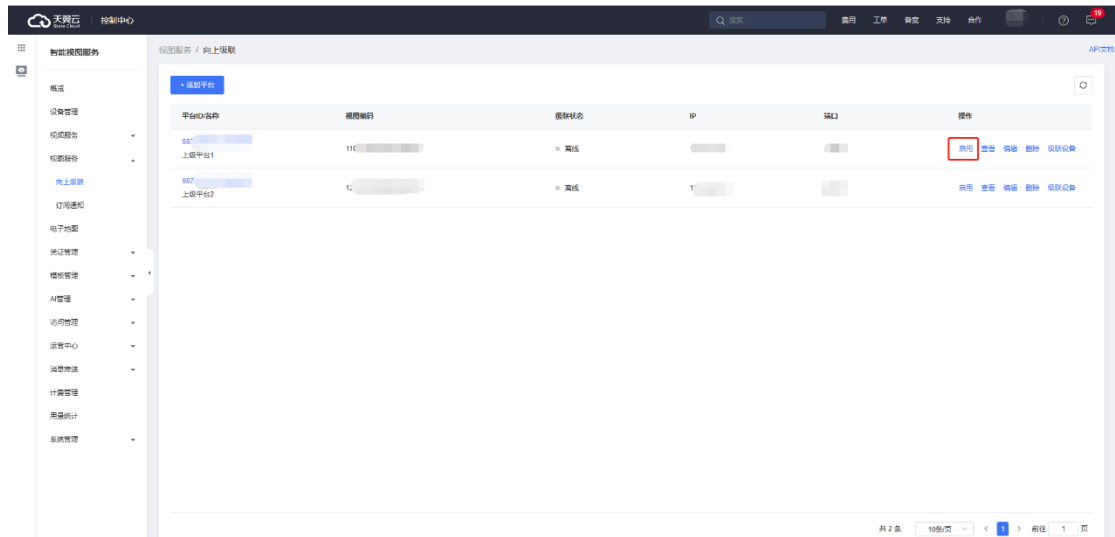 天翼云 控制中心 搜索... 费用 工单 备案 支持 合作 19
State Cloud
智能视图服务
视图服务 / 向上级联
API文档
概览
设备管理
视频服务
视图服务
向上级联
订阅通知
电子地图
凭证管理
模板管理
AI管理
访问管理
运营中心
消息推送
计费管理
用量统计
系统管理
+ 添加平台
平台ID/名称 视图编码 级联状态 IP 端口 操作
987
上级平台1
离线
启用 查看 编辑 删除 级联设备
987
上级平台2
离线
启用 查看 编辑 删除 级联设备
共 2 条 10条/页 < 1 > 前往 1 页